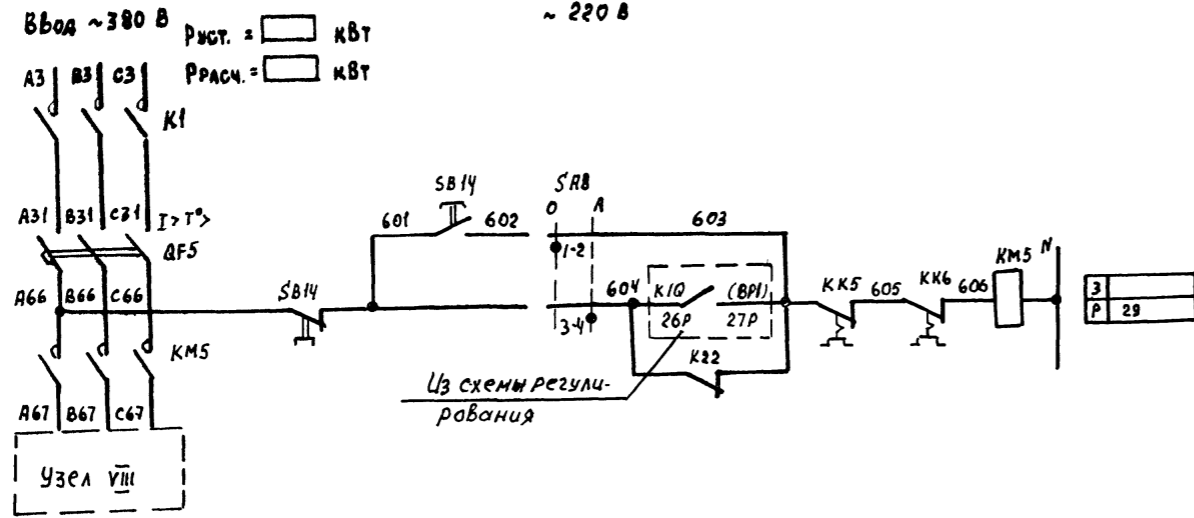 Ввод ~380 В
~ 220 В
Руст. = кВт
Ррасч. = кВт
А3 В3 С3
К1
А31 В31 С31 I> T°>
QF5
А66 В66 С66
КМ5
А67 В67 С67
Узел VIII
SB14
601 SB14 602
SA8
О А
1-2
3-4
603
604 К1Q (ВР1)
26Р 27Р
К22
Из схемы регули-
рования
КК5 605 КК6 606 КМ5 N
З
Р 29